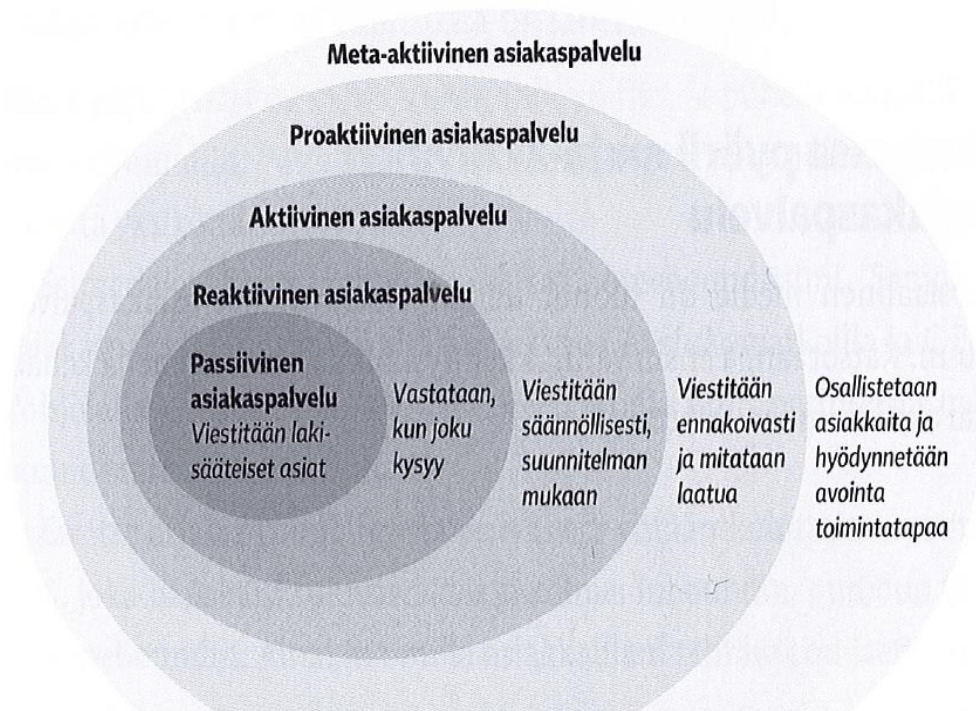 Meta-aktiivinen asiakaspalvelu
Proaktiivinen asiakaspalvelu
Aktiivinen asiakaspalvelu
Reaktiivinen asiakaspalvelu
Passiivinen
asiakaspalvelu
Viestitään laki-
sääteiset asiat
Vastataan,
kun joku
kysyy
Viestitään
säännöllisesti,
suunnitelman
mukaan
Viestitään
ennakoivasti
ja mitataan
laatua
Osallistetaan
asiakkaita ja
hyödynnetään
avointa
toimintatapaa